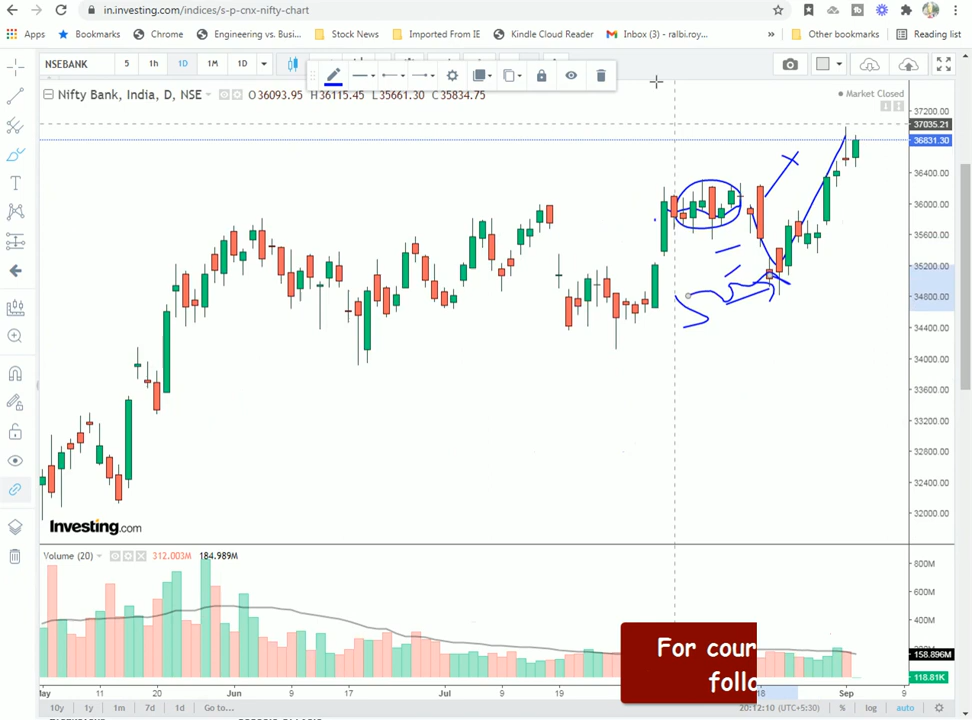 in.investing.com/indices/s-p-cnx-nifty-chart
Apps Bookmarks Chrome Engineering vs. Busi... Stock News Imported From IE Kindle Cloud Reader Inbox (3) - ralbi.roy... » Other bookmarks Reading list
NSEBANK 5 1h 1D 1M 1D
Nifty Bank, India, D, NSE O36093.95 H36115.45 L35661.30 C35834.75
Market Closed
37200.00
37035.21
36831.30
36400.00
36000.00
35600.00
35200.00
34800.00
34400.00
34000.00
33600.00
33200.00
32800.00
32400.00
32000.00
Investing.com
Volume (20) 312.003M 184.989M
800M
600M
400M
158.896M
118.81K
For cour
follo
ay 11 20 Jun 9 17 Jul 9 19 18 Sep 9
1y 1m 7d 1d Go to... 20:12:10 (UTC+5:30) % log auto